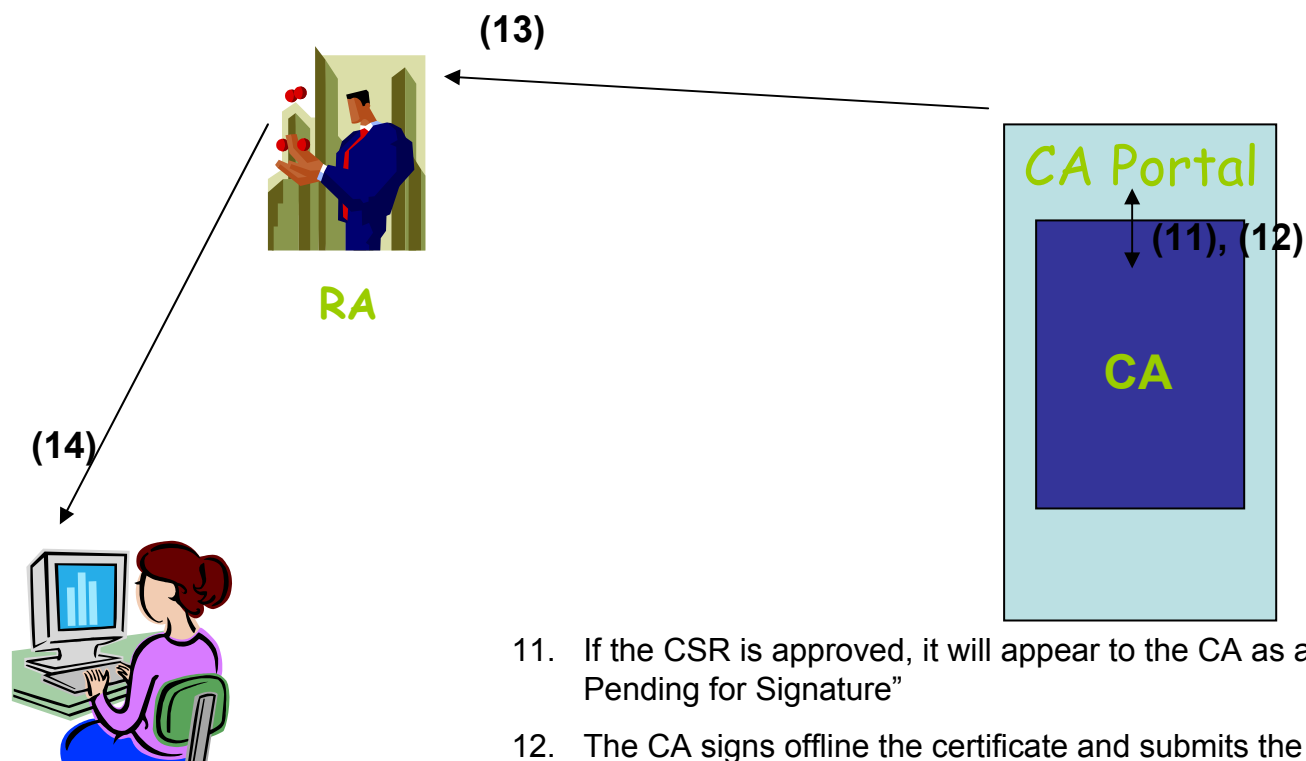 (13)
CA Portal
(11), (12)
RA
CA
(14)
11. If the CSR is approved, it will appear to the CA as a
Pending for Signature”
12. The CA signs offline the certificate and submits the